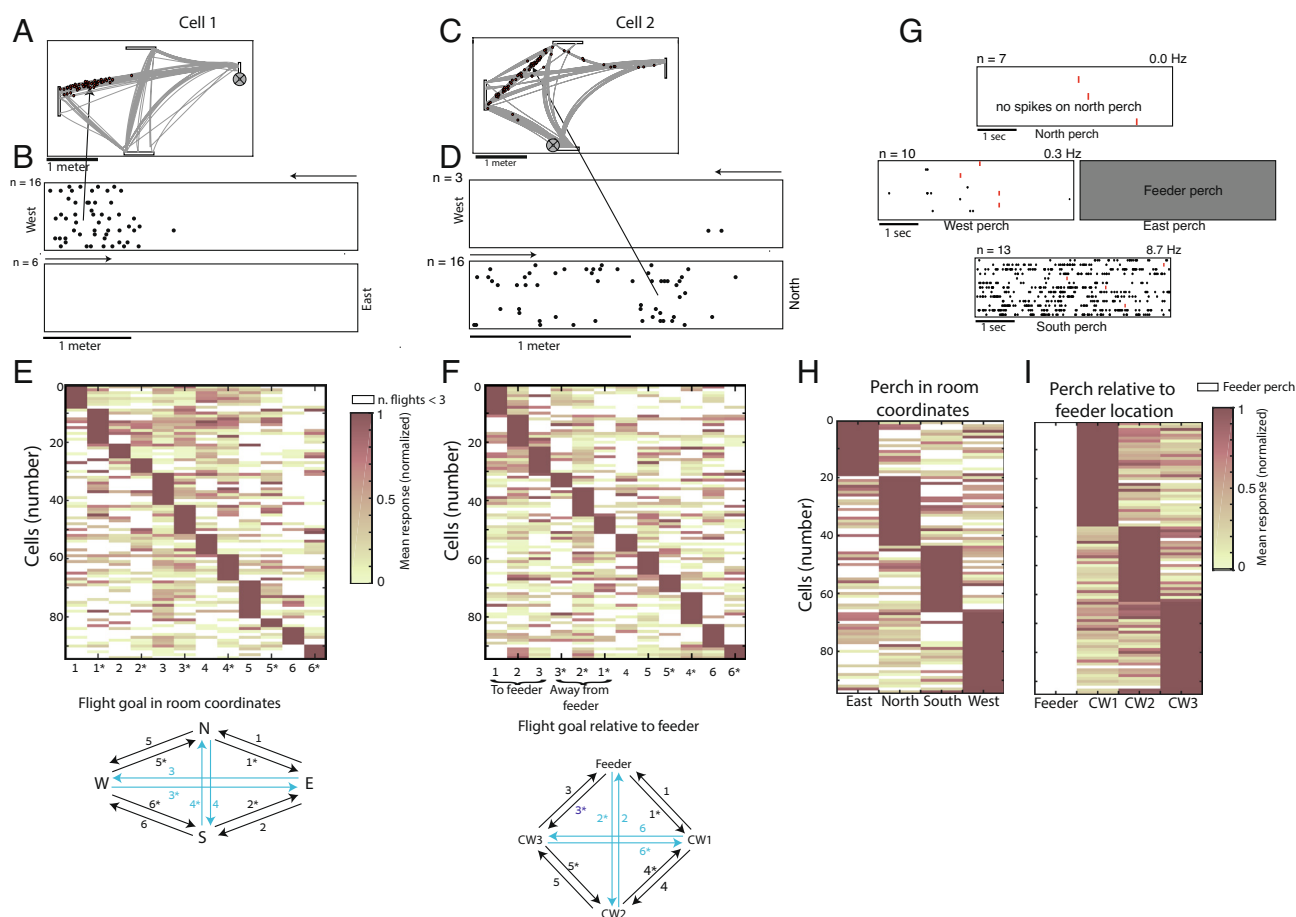 A
Cell 1
C
Cell 2
G
1 meter
1 meter
B
n = 16
West
n = 6
East
1 meter
D
n = 3
West
n = 16
North
1 meter
n = 7
0.0 Hz
no spikes on north perch
1 sec
North perch
n = 10
0.3 Hz
1 sec
West perch
Feeder perch
East perch
n = 13
8.7 Hz
1 sec
South perch
E
0
20
40
60
80
Cells (number)
1 1* 2 2* 3 3* 4 4* 5 5* 6 6*
n. flights < 3
1
0.5
0
Mean response (normalized)
Flight goal in room coordinates
N
5
1
5*
1*
W
3
E
3*
6*
4*
4
2*
6
2
S
F
0
20
40
60
80
Cells (number)
1 2 3 3* 2* 1* 4 5 5* 4* 6 6*
To feeder
Away from
feeder
Flight goal relative to feeder
Feeder
3
1
3*
2*
2
1*
CW3
6
CW1
6*
5*
4*
5
4
CW2
H
Perch in room
coordinates
0
20
40
60
80
Cells (number)
East North South West
I
Perch relative to
feeder location
Feeder perch
1
0.5
0
Mean response (normalized)
Feeder CW1 CW2 CW3